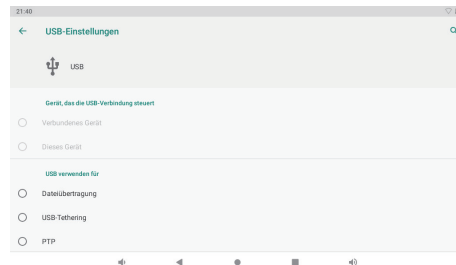 21:40
USB-Einstellungen
USB
Gerät, das die USB-Verbindung steuert
Verbundenes Gerät
Dieses Gerät
USB verwenden für
Dateiübertragung
USB-Tethering
PTP